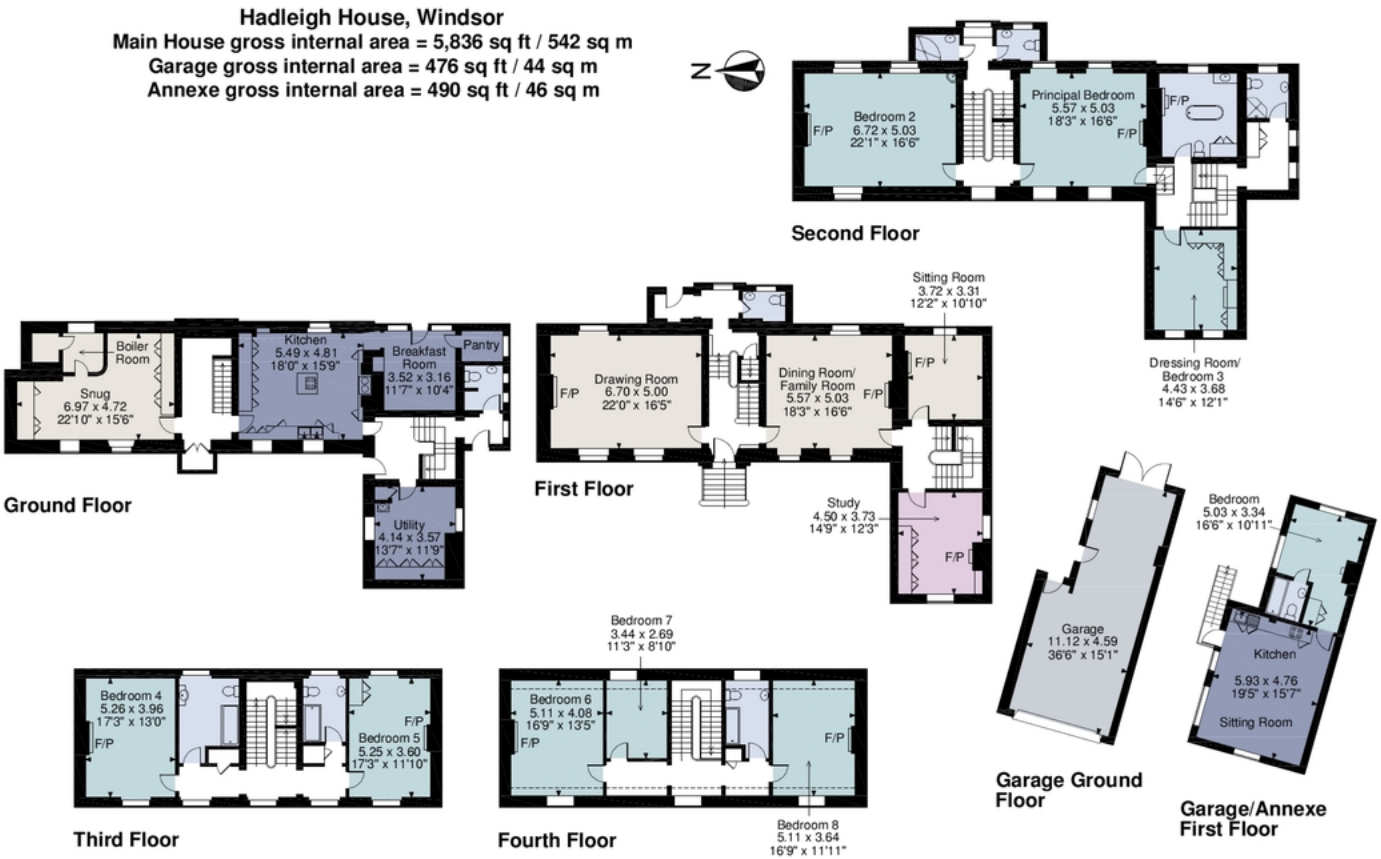 Hadleigh House, Windsor
Main House gross internal area = 5,836 sq ft / 542 sq m
Garage gross internal area = 476 sq ft / 44 sq m
Annexe gross internal area = 490 sq ft / 46 sq m
N
Bedroom 2
6.72 x 5.03
22'1" x 16'6"
F/P
Principal Bedroom
5.57 x 5.03
18'3" x 16'6"
F/P
F/P
Dressing Room/
Bedroom 3
4.43 x 3.68
14'6" x 12'1"
Second Floor
Boiler
Room
Snug
6.97 x 4.72
22'10" x 15'6"
Kitchen
5.49 x 4.81
18'0" x 15'9"
Breakfast
Room
3.52 x 3.16
11'7" x 10'4"
Pantry
Utility
4.14 x 3.57
13'7" x 11'9"
Ground Floor
Drawing Room
6.70 x 5.00
22'0" x 16'5"
F/P
Dining Room/
Family Room
5.57 x 5.03
18'3" x 16'6"
F/P
Sitting Room
3.72 x 3.31
12'2" x 10'10"
F/P
Study
4.50 x 3.73
14'9" x 12'3"
F/P
First Floor
Bedroom 4
5.26 x 3.96
17'3" x 13'0"
F/P
F/P
Bedroom 5
5.25 x 3.60
17'3" x 11'10"
Third Floor
Bedroom 7
3.44 x 2.69
11'3" x 8'10"
Bedroom 6
5.11 x 4.08
16'9" x 13'5"
F/P
F/P
Bedroom 8
5.11 x 3.64
16'9" x 11'11"
Fourth Floor
Garage
11.12 x 4.59
36'6" x 15'1"
Garage Ground
Floor
Bedroom
5.03 x 3.34
16'6" x 10'11"
Kitchen
5.93 x 4.76
19'5" x 15'7"
Sitting Room
Garage/Annexe
First Floor